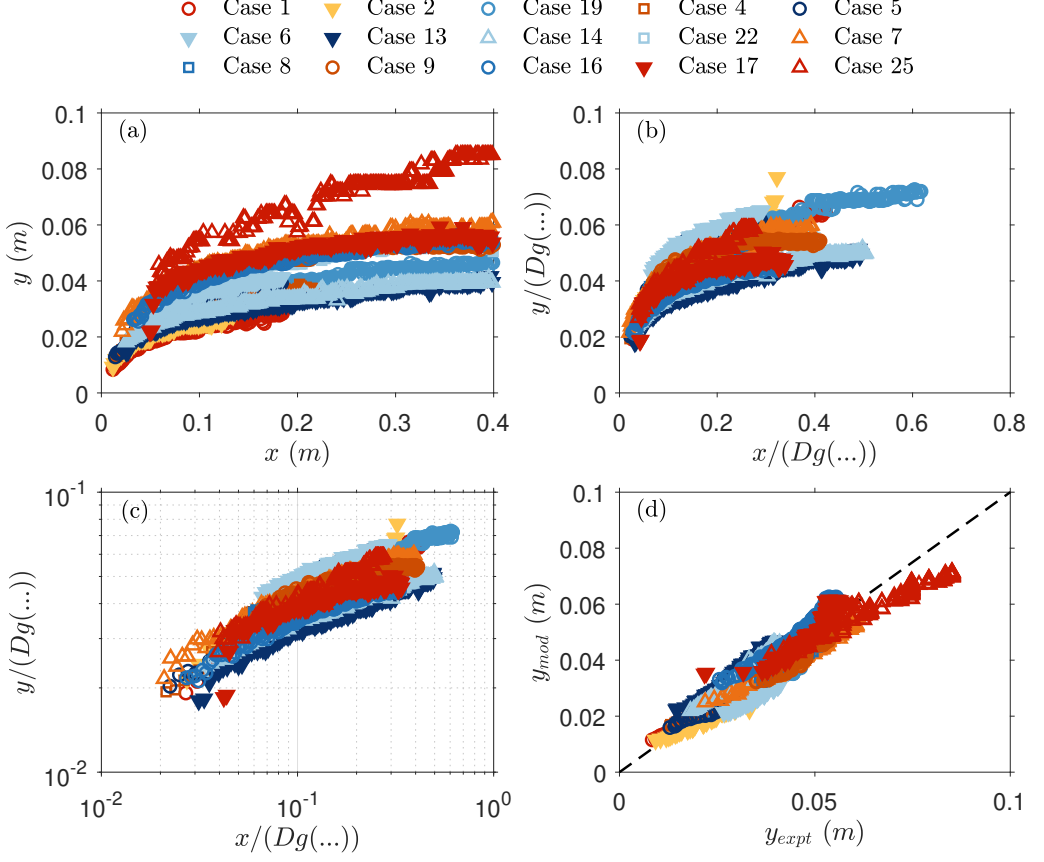 Case 1 Case 2 Case 19 Case 4 Case 5
Case 6 Case 13 Case 14 Case 22 Case 7
Case 8 Case 9 Case 16 Case 17 Case 25
(a)
0.1
0.08
0.06
0.04
0.02
0
y (m)
0 0.1 0.2 0.3 0.4
x (m)
(b)
0.1
0.08
0.06
0.04
0.02
0
y/(Dg(...))
0 0.2 0.4 0.6 0.8
x/(Dg(...))
(c)
10^-1
10^-2
y/(Dg(...))
10^-2 10^-1 10^0
x/(Dg(...))
(d)
0.1
0.08
0.06
0.04
0.02
0
y_mod (m)
0 0.05 0.1
y_expt (m)